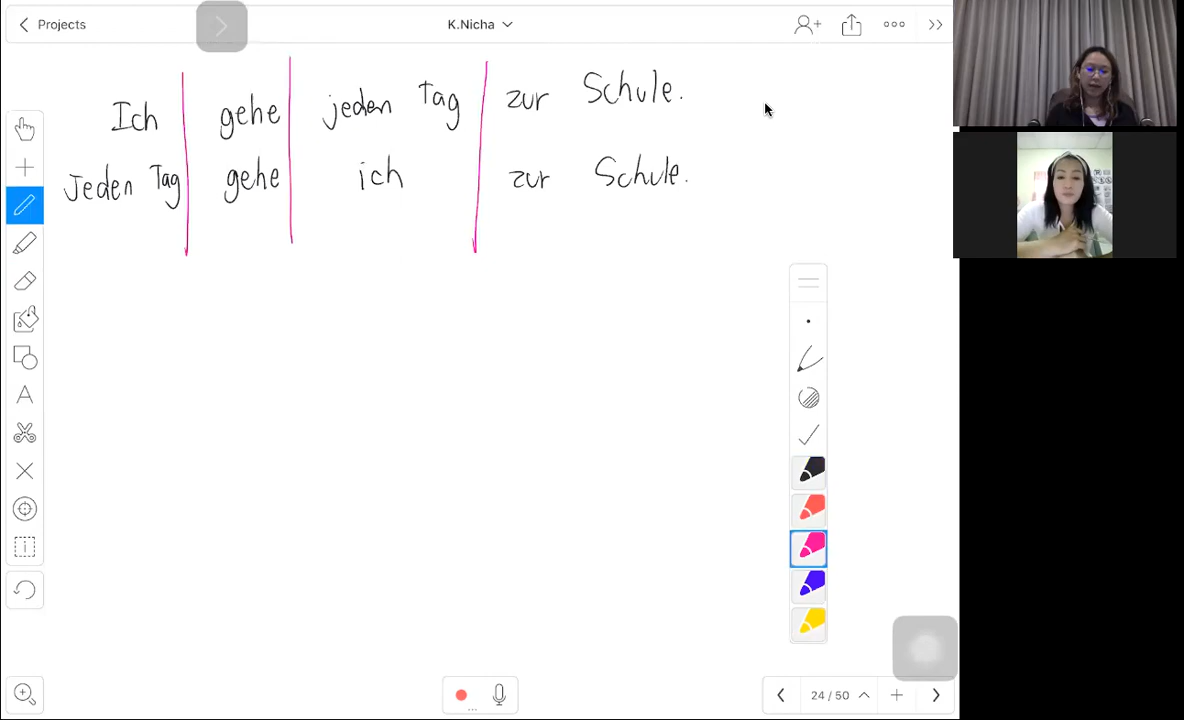 Projects
K.Nicha
Ich gehe jeden Tag zur Schule.
Jeden Tag gehe ich zur Schule.
A
24 / 50